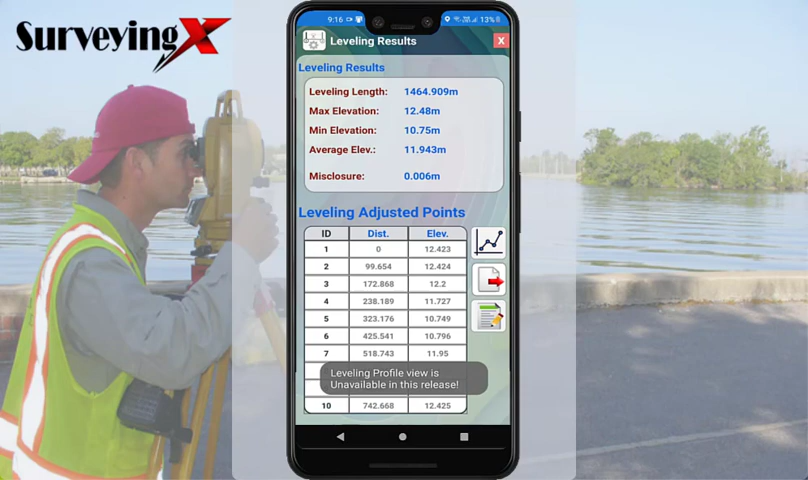 SurveyingX
9:16 13%
Leveling Results X
Leveling Results
Leveling Length: 1464.909m
Max Elevation: 12.48m
Min Elevation: 10.75m
Average Elev.: 11.943m
Misclosure: 0.006m
Leveling Adjusted Points
ID Dist. Elev.
1 0 12.423
2 99.654 12.424
3 172.868 12.2
4 238.189 11.727
5 323.176 10.749
6 425.541 10.796
7 518.743 11.95
Leveling Profile view is
Unavailable in this release!
10 742.668 12.425